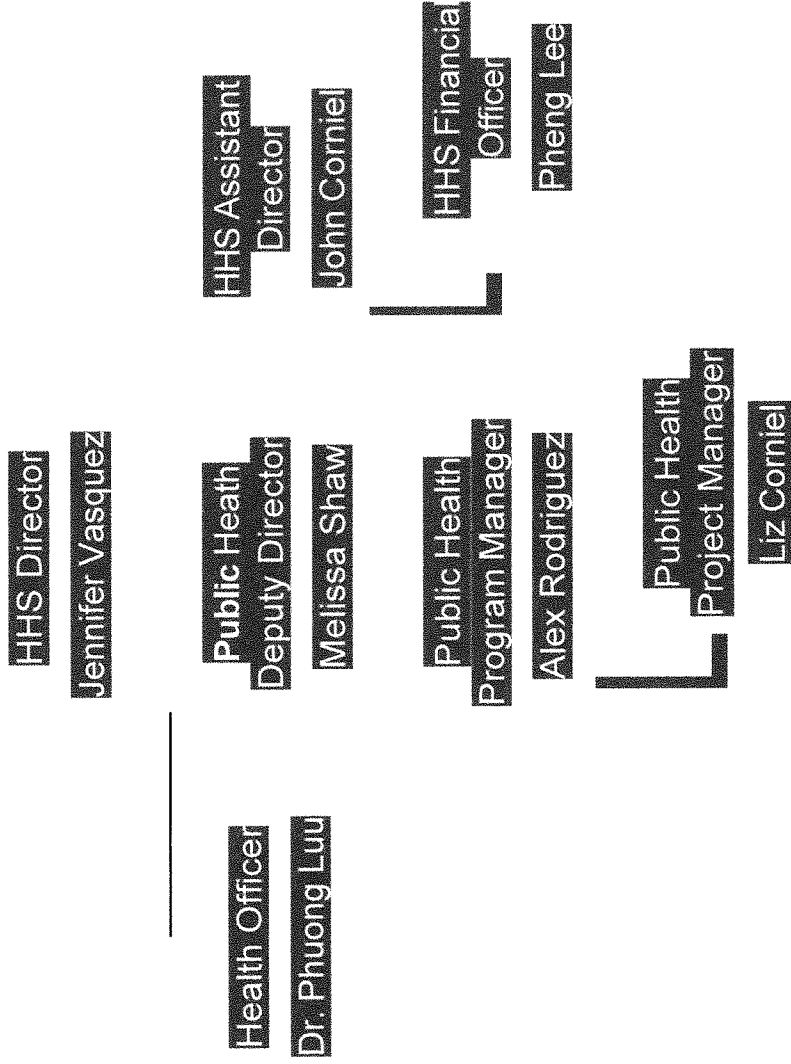 HHS Director
Jennifer Vasquez
Health Officer
Dr. Phuong Luu
Public Heath
Deputy Director
Melissa Shaw
HHS Assistant
Director
John Corniel
Public Health
Program Manager
Alex Rodriguez
HHS Financial
Officer
Pheng Lee
Public Health
Project Manager
Liz Corniel